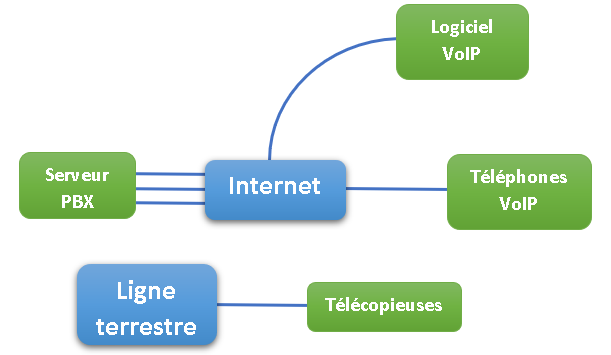 Logiciel
VoIP
Serveur
PBX
Internet
Téléphones
VoIP
Ligne
terrestre
Télécopieuses